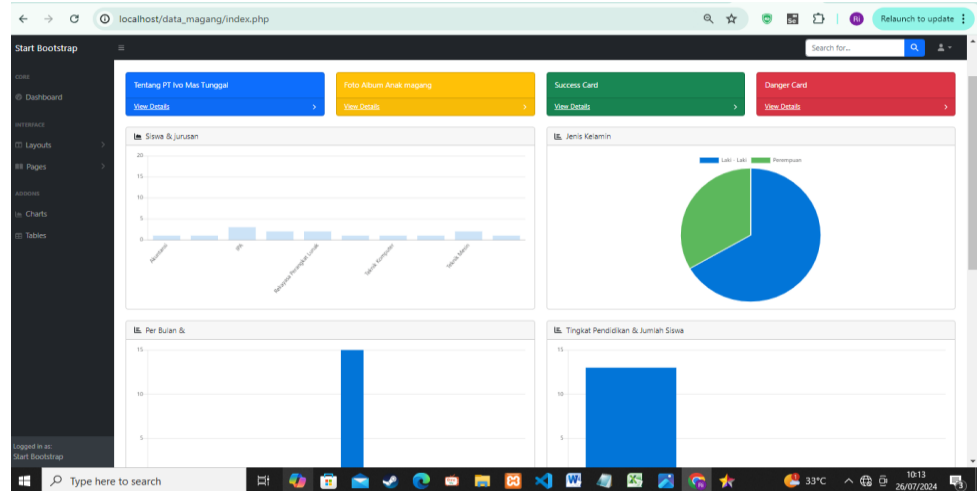 localhost/data_magang/index.php
Ri
Relaunch to update
Start Bootstrap
Search for...
CORE
Dashboard
INTERFACE
Layouts
Pages
ADDONS
Charts
Tables
Logged in as:
Start Bootstrap
Tentang PT Ivo Mas Tunggal
View Details
Foto Album Anak magang
View Details
Success Card
View Details
Danger Card
View Details
Siswa & Jurusan
20
15
10
5
0
Akuntansi
IPA
Rekayasa Perangkat Lunak
Teknik Komputer
Teknik Mesin
Jenis Kelamin
Laki - Laki
Perempuan
Per Bulan &
15
10
5
Tingkat Pendidikan & Jumlah Siswa
15
10
5
Type here to search
33°C
10:13
26/07/2024